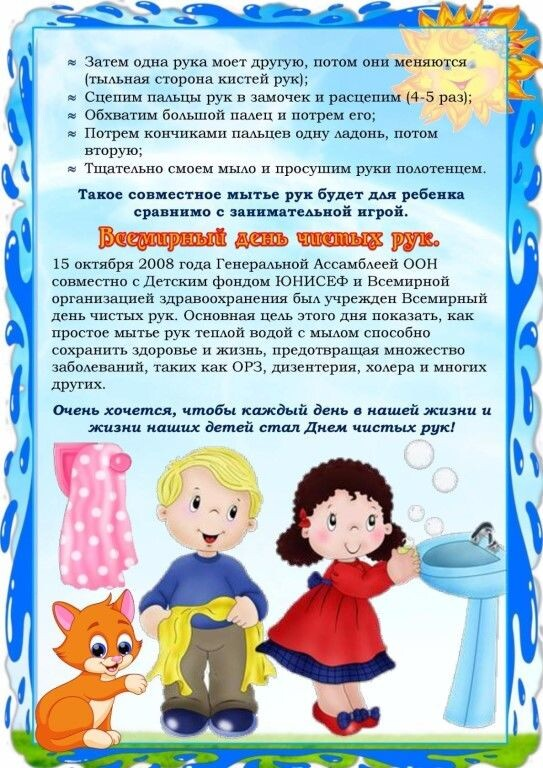 ≈ Затем одна рука моет другую, потом они меняются
(тыльная сторона кистей рук);
≈ Сцепим пальцы рук в замочек и расцепим (4-5 раз);
≈ Обхватим большой палец и потрем его;
≈ Потрем кончиками пальцев одну ладонь, потом
вторую;
≈ Тщательно смоем мыло и просушим руки полотенцем.
Такое совместное мытье рук будет для ребенка
сравнимо с занимательной игрой.
Всемирный день чистых рук.
15 октября 2008 года Генеральной Ассамблеей ООН
совместно с Детским фондом ЮНИСЕФ и Всемирной
организацией здравоохранения был учрежден Всемирный
день чистых рук. Основная цель этого дня показать, как
простое мытье рук теплой водой с мылом способно
сохранить здоровье и жизнь, предотвращая множество
заболеваний, таких как ОРЗ, дизентерия, холера и многих
других.
Очень хочется, чтобы каждый день в нашей жизни и
жизни наших детей стал Днем чистых рук!